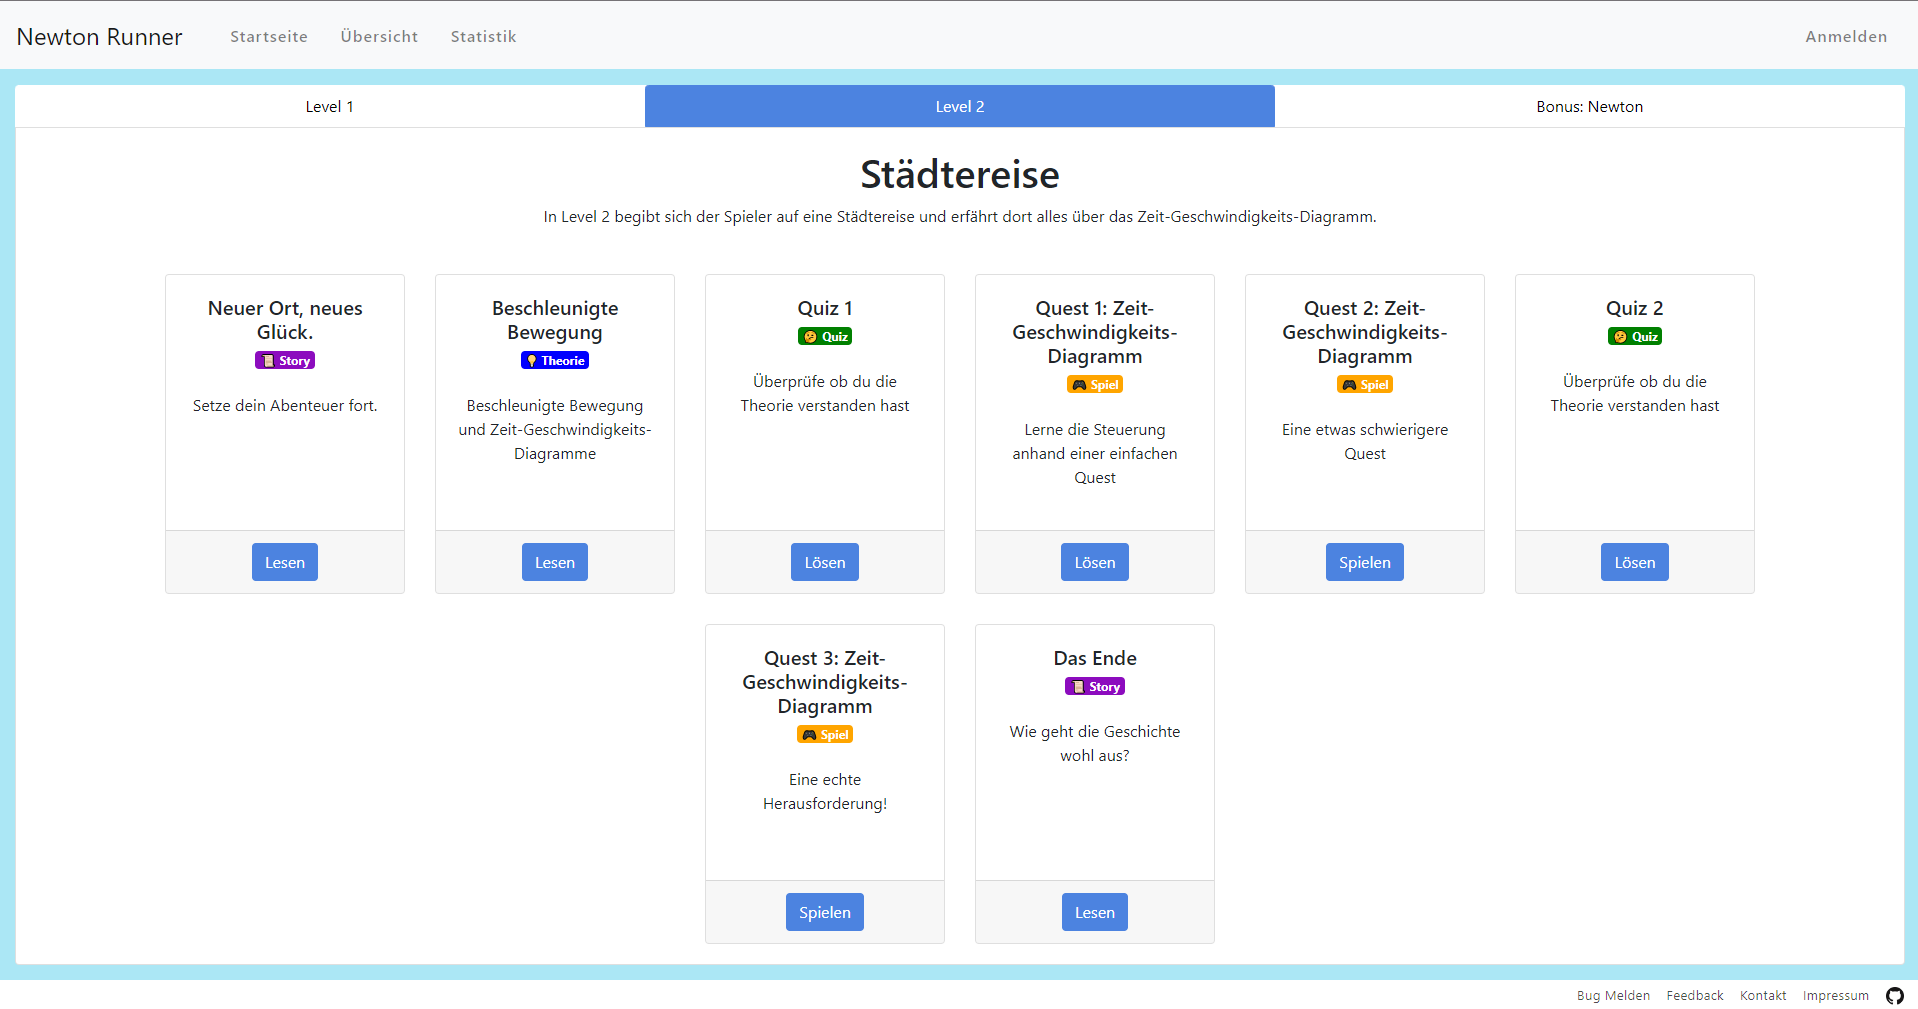 Newton Runner
Startseite
Übersicht
Statistik
Anmelden
Level 1
Level 2
Bonus: Newton
Städtereise
In Level 2 begibt sich der Spieler auf eine Städtereise und erfährt dort alles über das Zeit-Geschwindigkeits-Diagramm.
Neuer Ort, neues
Glück.
Story
Setze dein Abenteuer fort.
Lesen
Beschleunigte
Bewegung
Theorie
Beschleunigte Bewegung
und Zeit-Geschwindigkeits-
Diagramme
Lesen
Quiz 1
Quiz
Überprüfe ob du die
Theorie verstanden hast
Lösen
Quest 1: Zeit-
Geschwindigkeits-
Diagramm
Spiel
Lerne die Steuerung
anhand einer einfachen
Quest
Lösen
Quest 2: Zeit-
Geschwindigkeits-
Diagramm
Spiel
Eine etwas schwierigere
Quest
Spielen
Quiz 2
Quiz
Überprüfe ob du die
Theorie verstanden hast
Lösen
Quest 3: Zeit-
Geschwindigkeits-
Diagramm
Spiel
Eine echte
Herausforderung!
Spielen
Das Ende
Story
Wie geht die Geschichte
wohl aus?
Lesen
Bug Melden
Feedback
Kontakt
Impressum